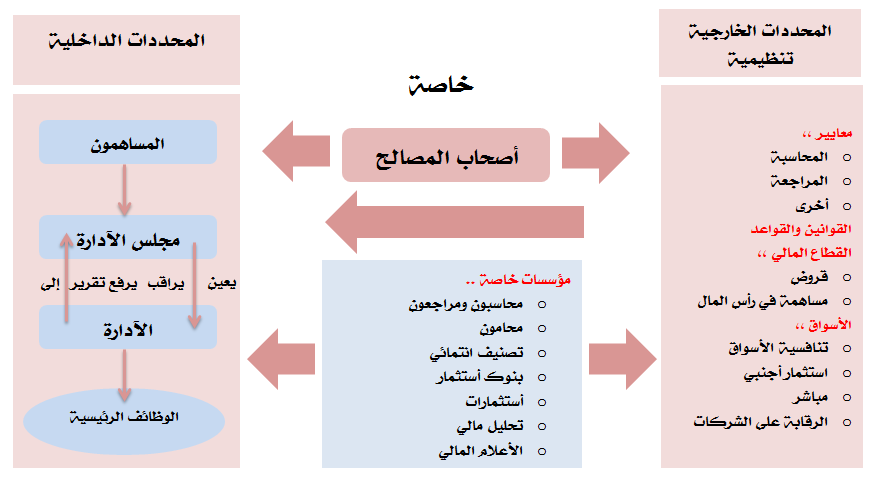 المحددات الخارجية
تنظيمية
معايير ،،
o المحاسبة
o المراجعة
o أخرى
القوانين والقواعد
القطاع المالي ،،
o قروض
o مساهمة في رأس المال
الأسواق ،،
o تنافسية الأسواق
o استثمار أجنبي
o مباشر
o الرقابة على الشركات
خاصة
أصحاب المصالح
مؤسسات خاصة ..
o محاسبون ومراجعون
o محامون
o تصنيف ائتمائي
o بنوك أستثمار
o أستثمارات
o تحليل مالي
o الأعلام المالي
المحددات الداخلية
المساهمون
مجلس الآدارة
يعين يراقب يرفع تقرير إلى
الآدارة
الوظائف الرئيسية